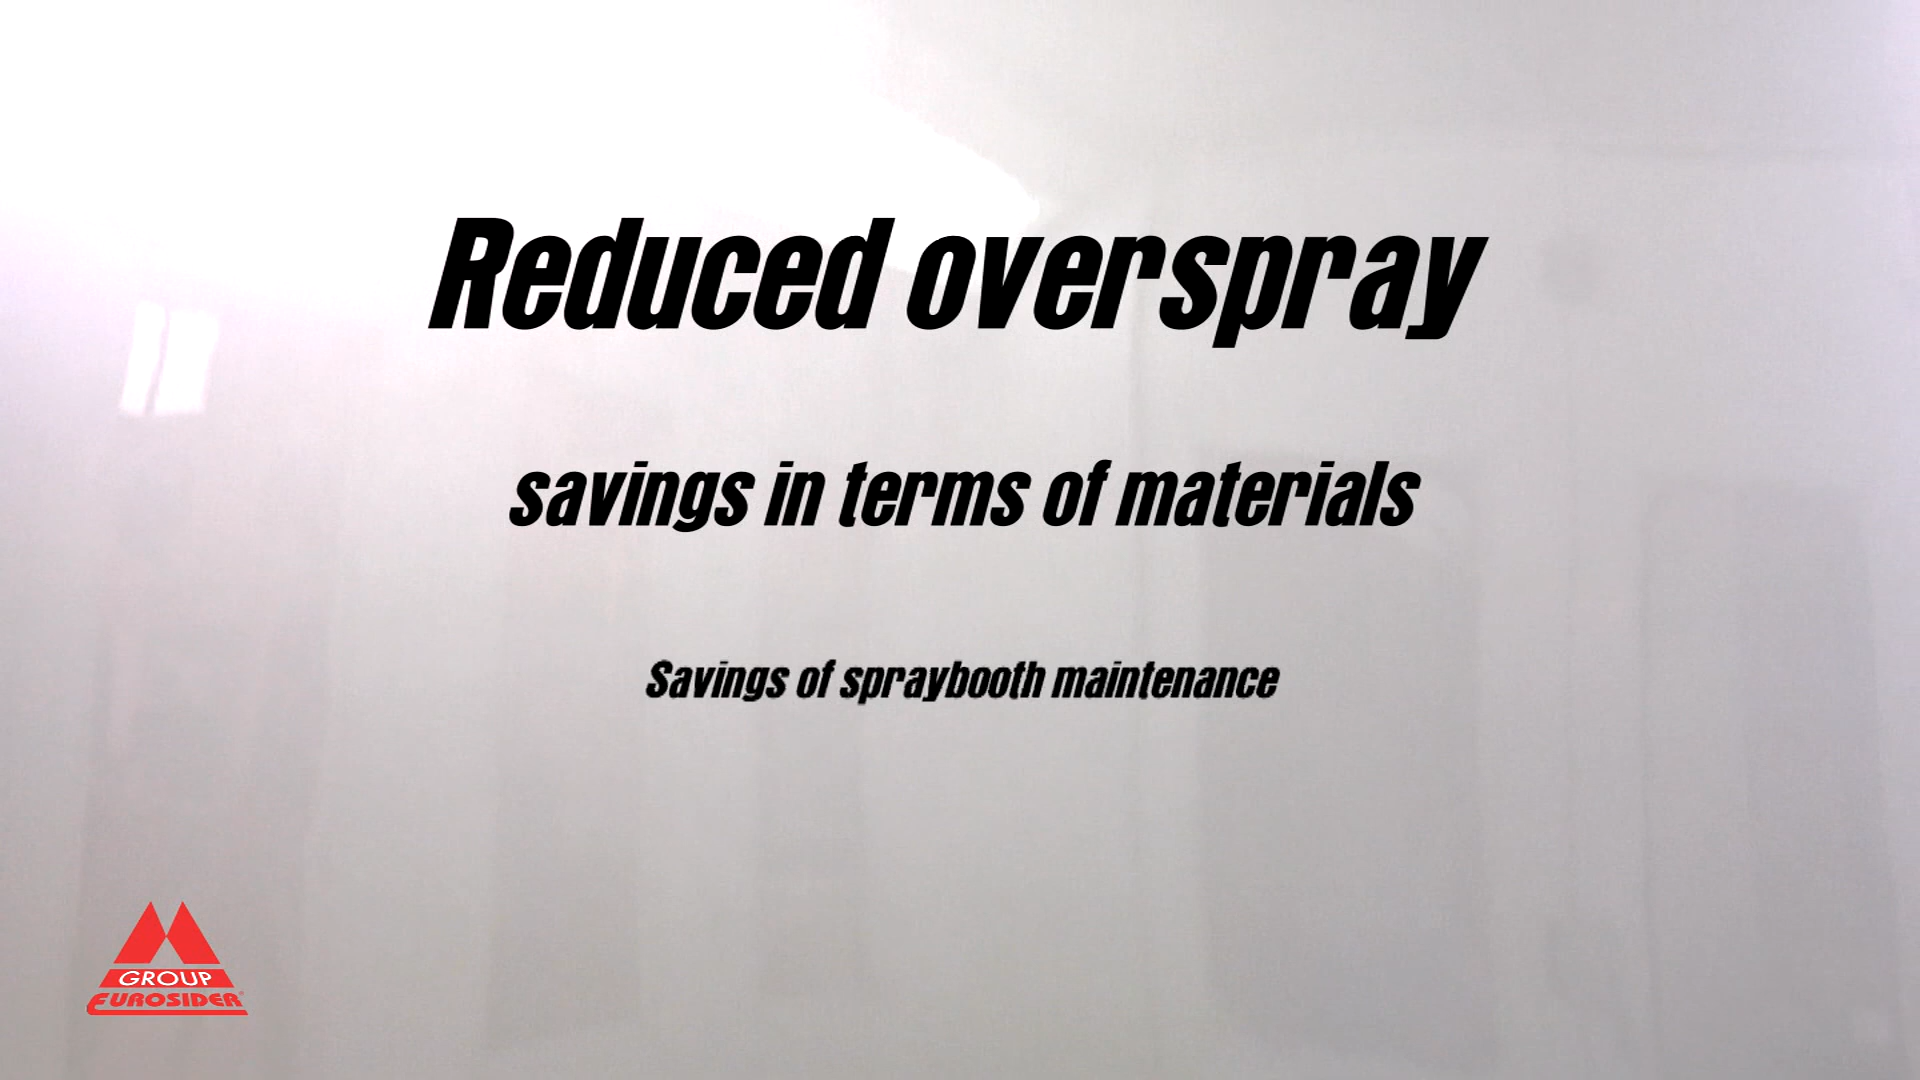 Reduced overspray
savings in terms of materials
Savings of spraybooth maintenance
GROUP
EUROSIDER®